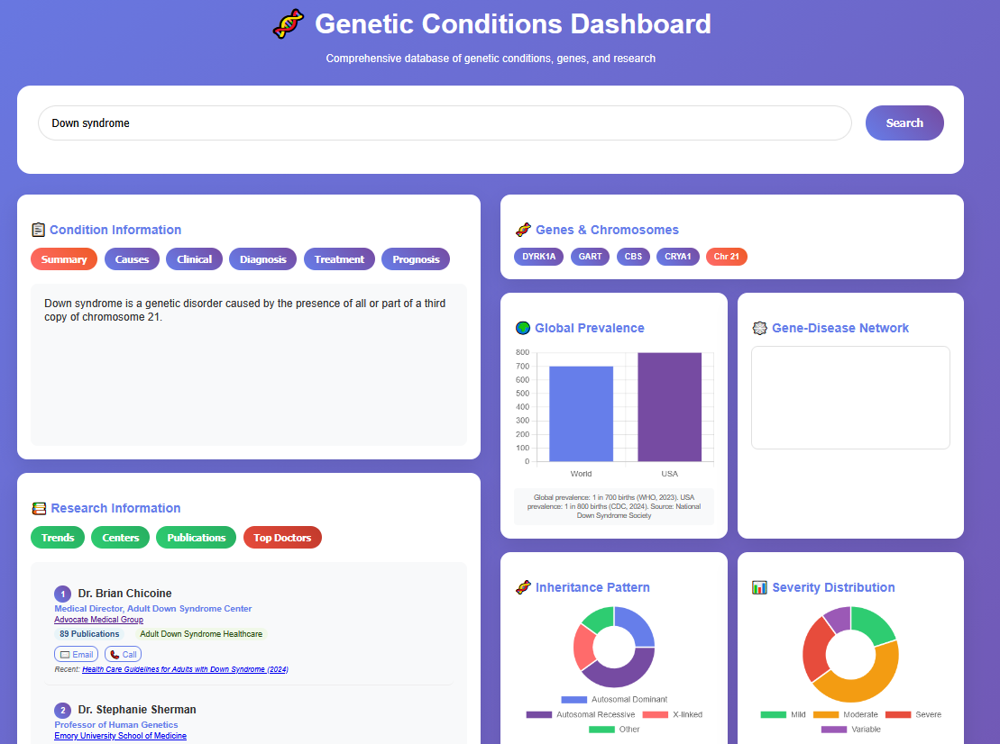 Genetic Conditions Dashboard
Comprehensive database of genetic conditions, genes, and research
Down syndrome
Search
Condition Information
Summary
Causes
Clinical
Diagnosis
Treatment
Prognosis
Down syndrome is a genetic disorder caused by the presence of all or part of a third
copy of chromosome 21.
Research Information
Trends
Centers
Publications
Top Doctors
1
Dr. Brian Chicoine
Medical Director, Adult Down Syndrome Center
Advocate Medical Group
89 Publications
Adult Down Syndrome Healthcare
Email
Call
Recent: Health Care Guidelines for Adults with Down Syndrome (2024)
2
Dr. Stephanie Sherman
Professor of Human Genetics
Emory University School of Medicine
Genes & Chromosomes
DYRK1A
GART
CBS
CRYA1
Chr 21
Global Prevalence
800
700
600
500
400
300
200
100
0
World
USA
Global prevalence: 1 in 700 births (WHO, 2023). USA
prevalence: 1 in 800 births (CDC, 2024). Source: National
Down Syndrome Society
Gene-Disease Network
Inheritance Pattern
Autosomal Dominant
Autosomal Recessive
X-linked
Other
Severity Distribution
Mild
Moderate
Severe
Variable